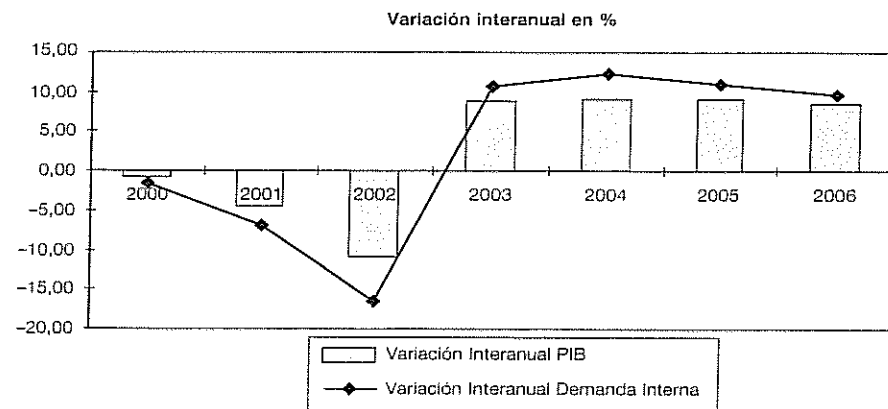 Variación interanual en %
15,00
10,00
5,00
0,00
−5,00
−10,00
−15,00
−20,00
2000 2001 2002 2003 2004 2005 2006
Variación Interanual PIB
Variación Interanual Demanda Interna